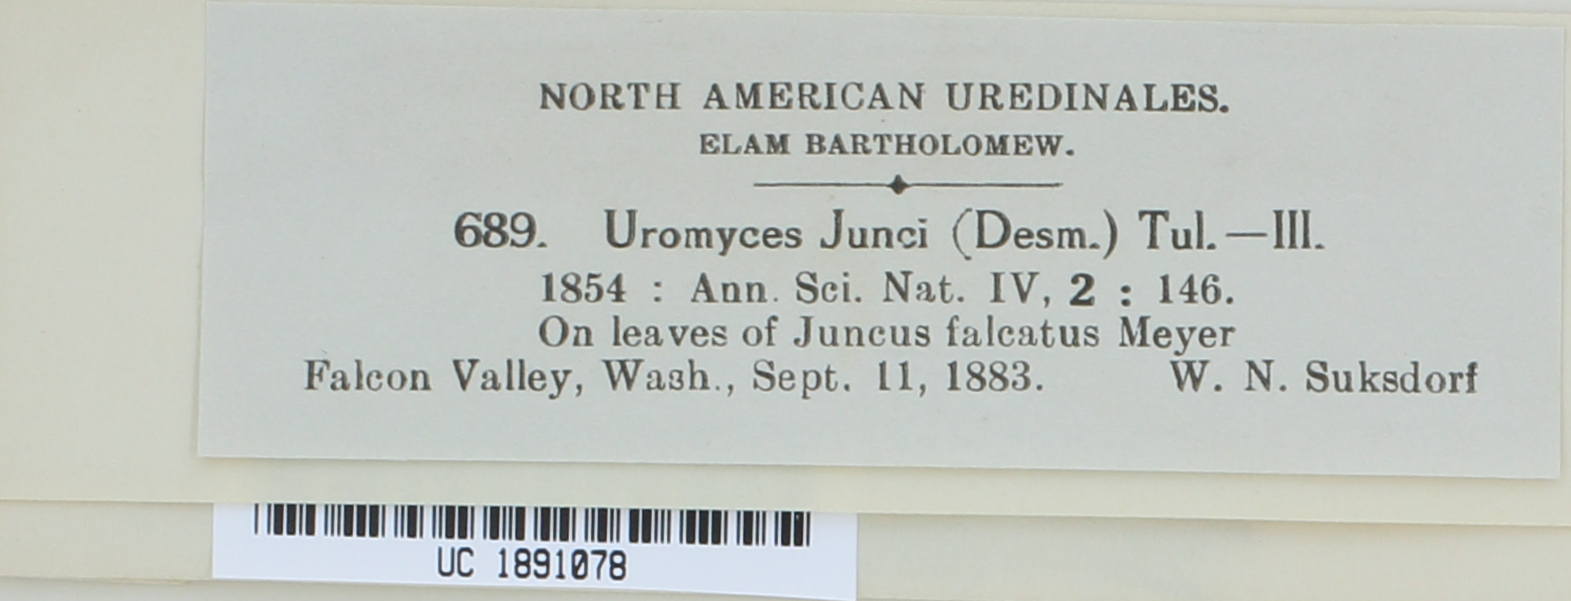 NORTH AMERICAN UREDINALES.
ELAM BARTHOLOMEW.
689. Uromyces Junci (Desm.) Tul.—III.
1854 : Ann. Sci. Nat. IV, 2 : 146.
On leaves of Juncus falcatus Meyer
Falcon Valley, Wash., Sept. 11, 1883. W. N. Suksdorf
UC 1891078